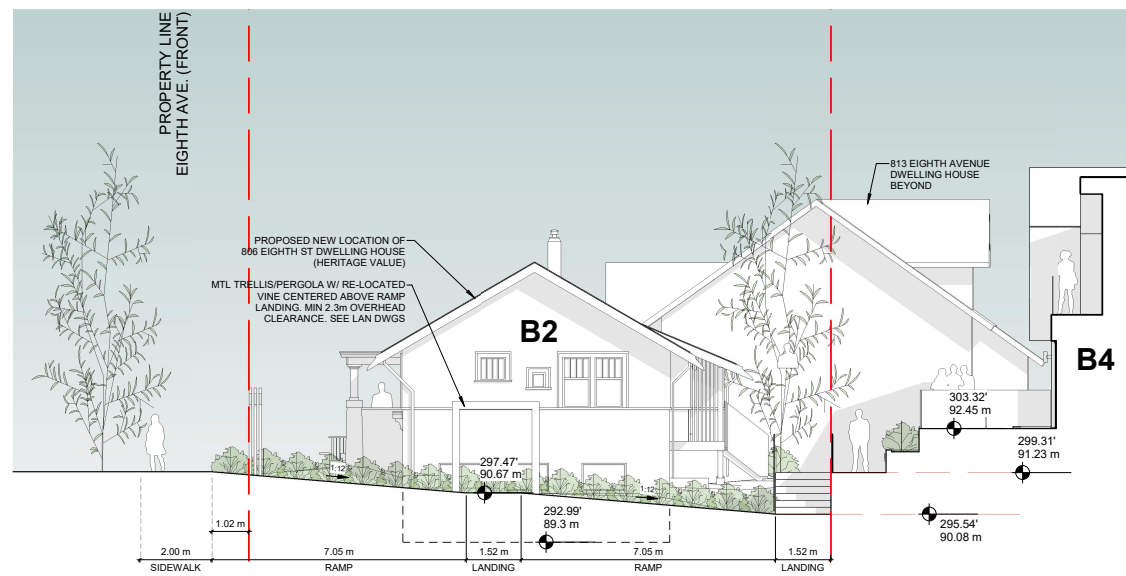 PROPERTY LINE
EIGHTH AVE. (FRONT)
813 EIGHTH AVENUE
DWELLING HOUSE
BEYOND
PROPOSED NEW LOCATION OF
806 EIGHTH ST DWELLING HOUSE
(HERITAGE VALUE)
MTL TRELLIS/PERGOLA W/ RE-LOCATED
VINE CENTERED ABOVE RAMP
LANDING. MIN 2.3m OVERHEAD
CLEARANCE. SEE LAN DWGS
B2
B4
303.32'
92.45 m
299.31'
91.23 m
1:12
297.47'
90.67 m
1:12
292.99'
89.3 m
295.54'
90.08 m
1.02 m
2.00 m
7.05 m
1.52 m
7.05 m
1.52 m
SIDEWALK
RAMP
LANDING
RAMP
LANDING